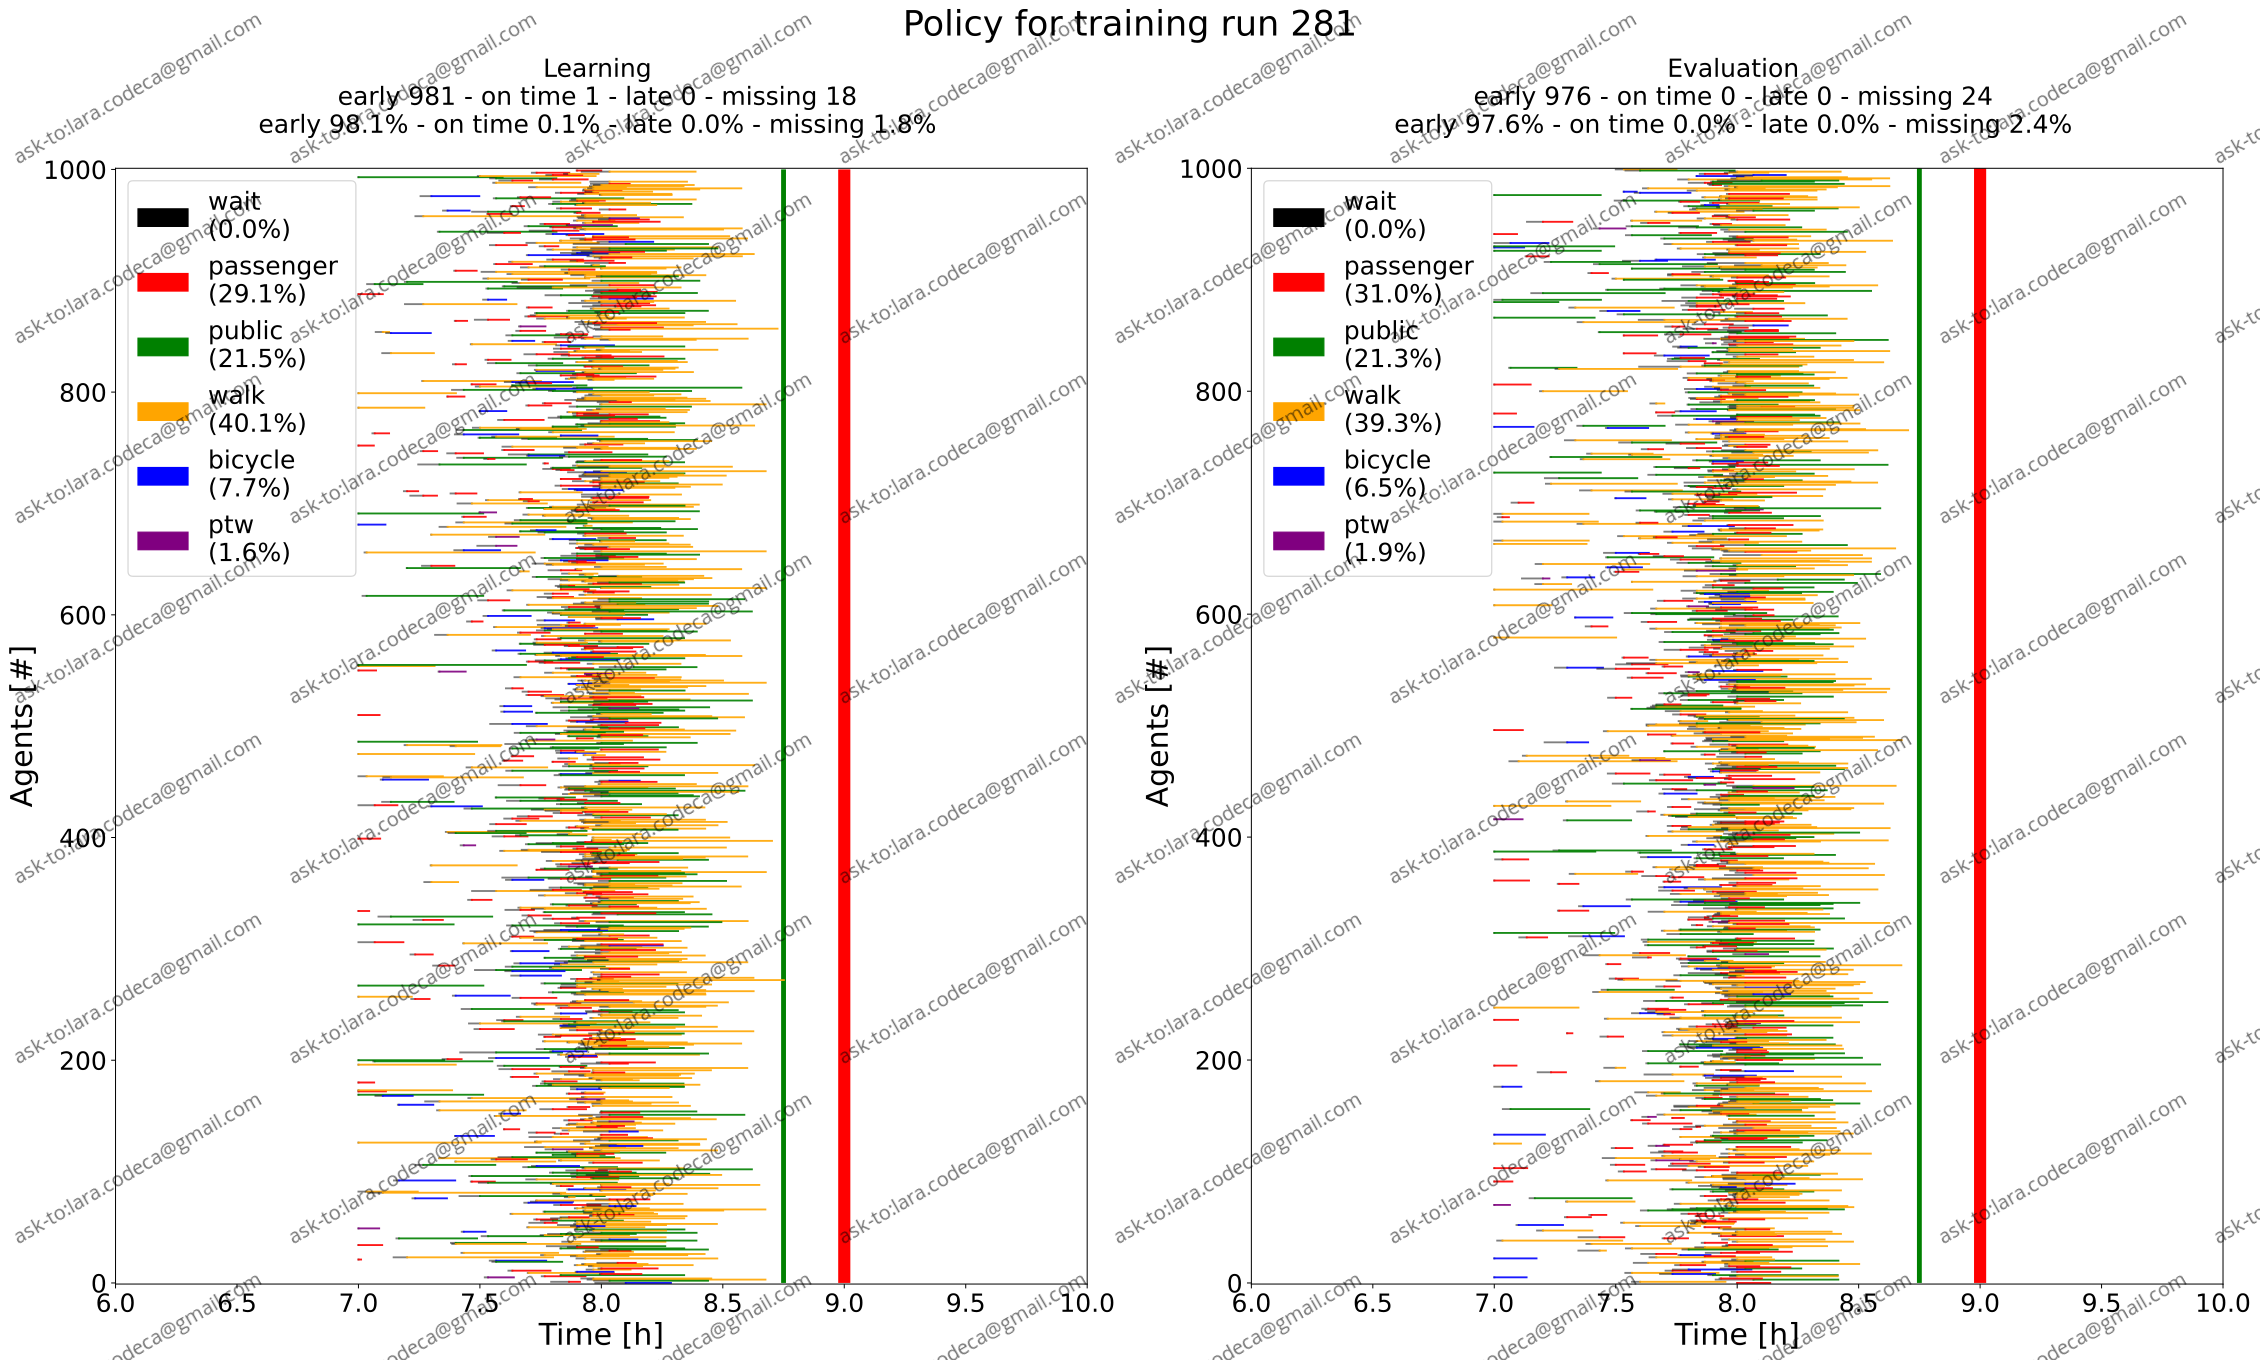 Policy for training run 281
Learning
early 981 - on time 1 - late 0 - missing 18
early 98.1% - on time 0.1% - late 0.0% - missing 1.8%
1000
800
600
400
200
0
Agents [#]
wait
(0.0%)
passenger
(29.1%)
public
(21.5%)
walk
(40.1%)
bicycle
(7.7%)
ptw
(1.6%)
6.0 6.5 7.0 7.5 8.0 8.5 9.0 9.5 10.0
Time [h]
Evaluation
early 976 - on time 0 - late 0 - missing 24
early 97.6% - on time 0.0% - late 0.0% - missing 2.4%
1000
800
600
400
200
0
Agents [#]
wait
(0.0%)
passenger
(31.0%)
public
(21.3%)
walk
(39.3%)
bicycle
(6.5%)
ptw
(1.9%)
6.0 6.5 7.0 7.5 8.0 8.5 9.0 9.5 10.0
Time [h]
ask-to:lara.codeca@gmail.com